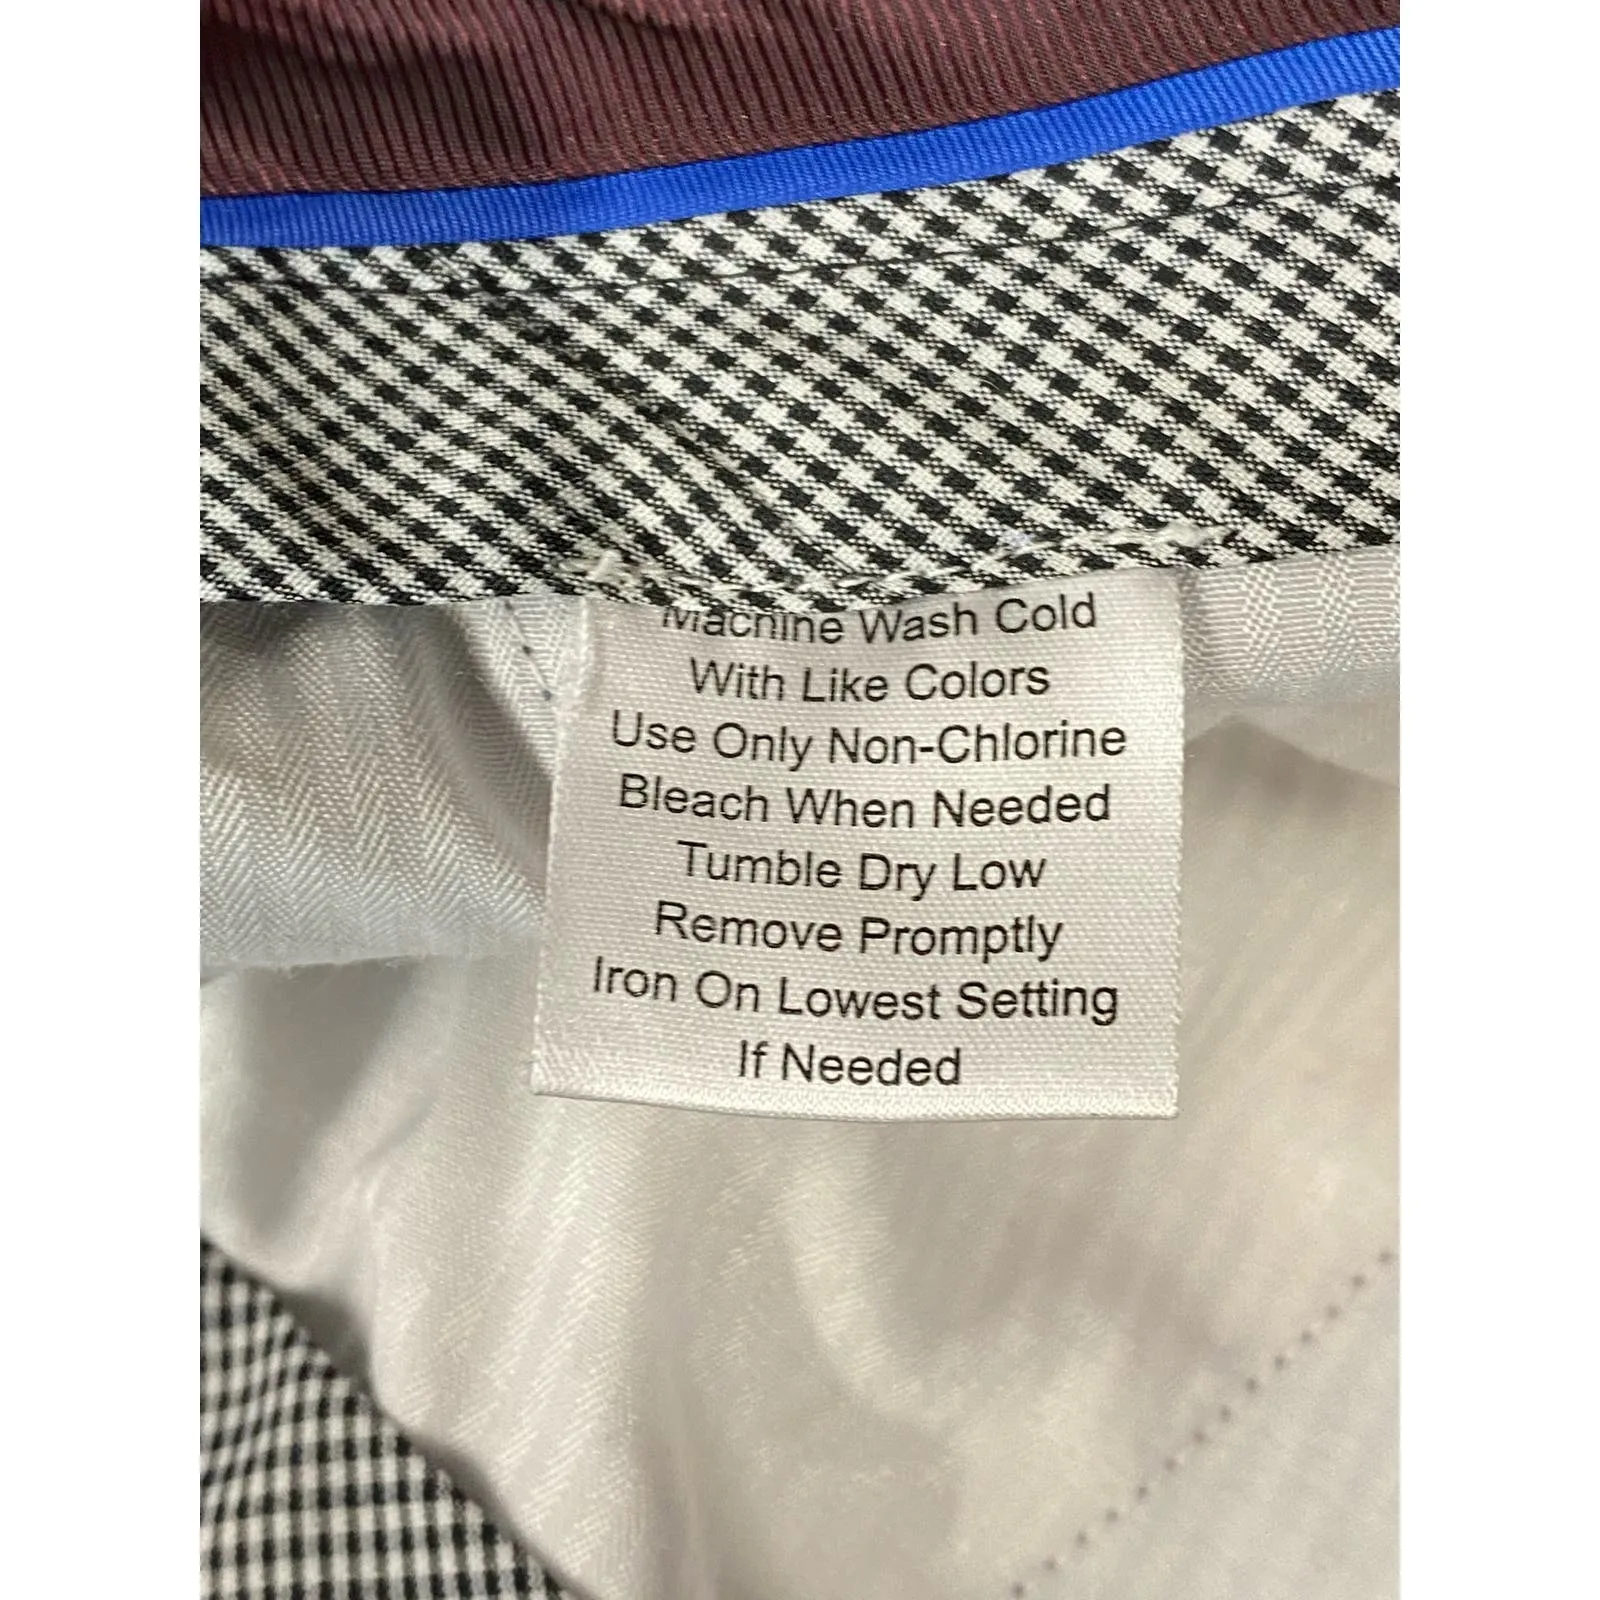 Machine Wash Cold
With Like Colors
Use Only Non-Chlorine
Bleach When Needed
Tumble Dry Low
Remove Promptly
Iron On Lowest Setting
If Needed